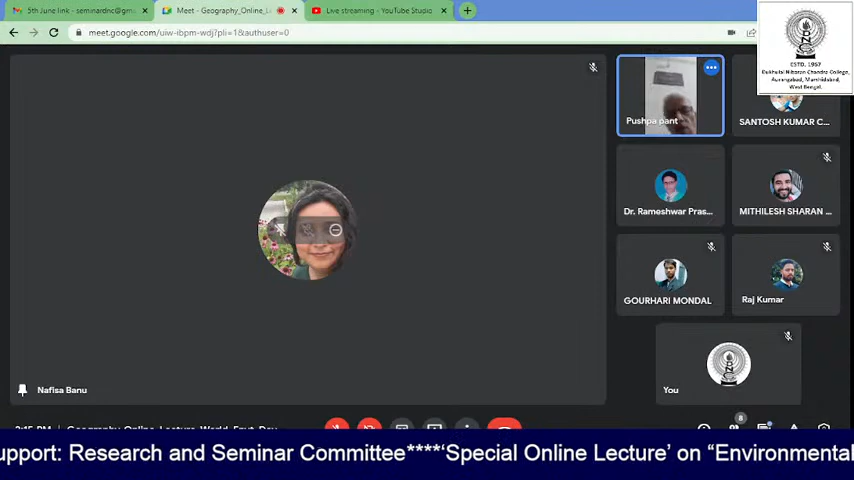 5th June link - seminardnc@gm
Meet - Geography_Online_L
Live streaming - YouTube Studio
meet.google.com/uiw-ibpm-wdj?pli=1&authuser=0
ESTD. 1967
Dukhulal Nibaran Chandra College,
Aurangabad, Murshidabad,
West Bengal.
Pushpa pant
SANTOSH KUMAR C...
Dr. Rameshwar Pras...
MITHILESH SHARAN ...
GOURHARI MONDAL
Raj Kumar
You
Nafisa Banu
8
upport: Research and Seminar Committee****‘Special Online Lecture’ on “Environmental